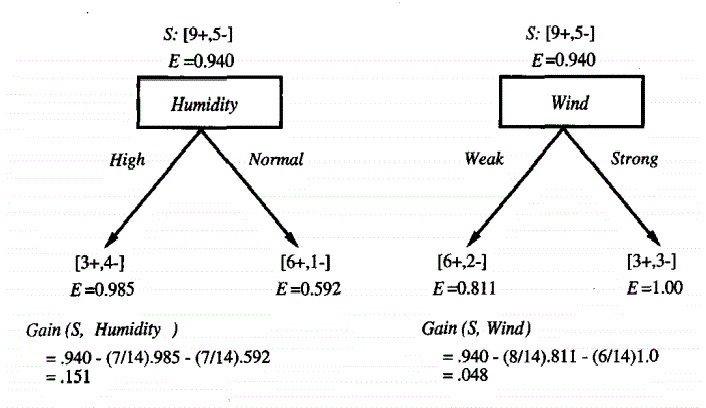 S: [9+,5-]
E =0.940
Humidity
High
Normal
[3+,4-]
E =0.985
[6+,1-]
E =0.592
Gain (S, Humidity )
= .940 - (7/14).985 - (7/14).592
= .151
S: [9+,5-]
E =0.940
Wind
Weak
Strong
[6+,2-]
E =0.811
[3+,3-]
E =1.00
Gain (S, Wind)
= .940 - (8/14).811 - (6/14)1.0
= .048